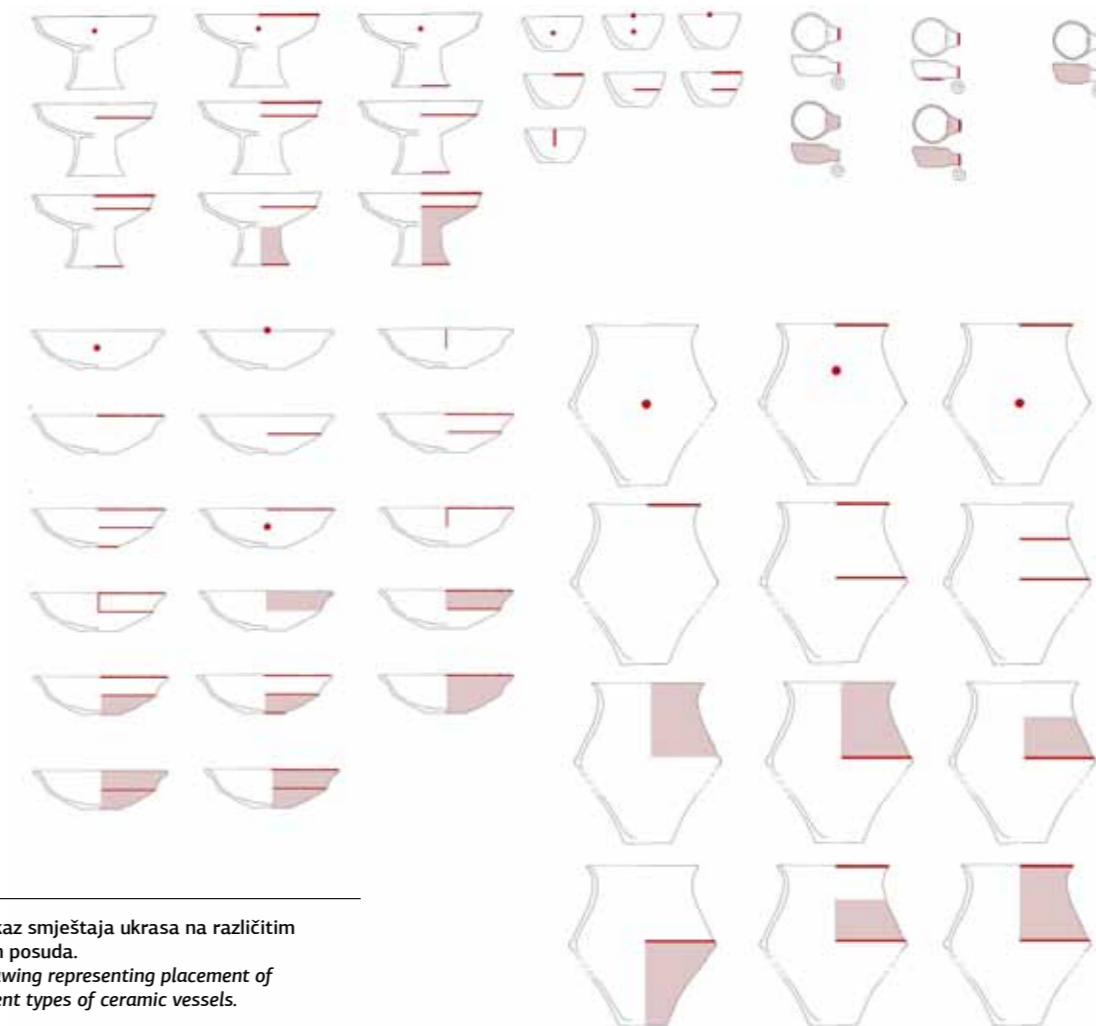 kaz smještaja ukrasa na različitim
posuda.
wing representing placement of
ent types of ceramic vessels.